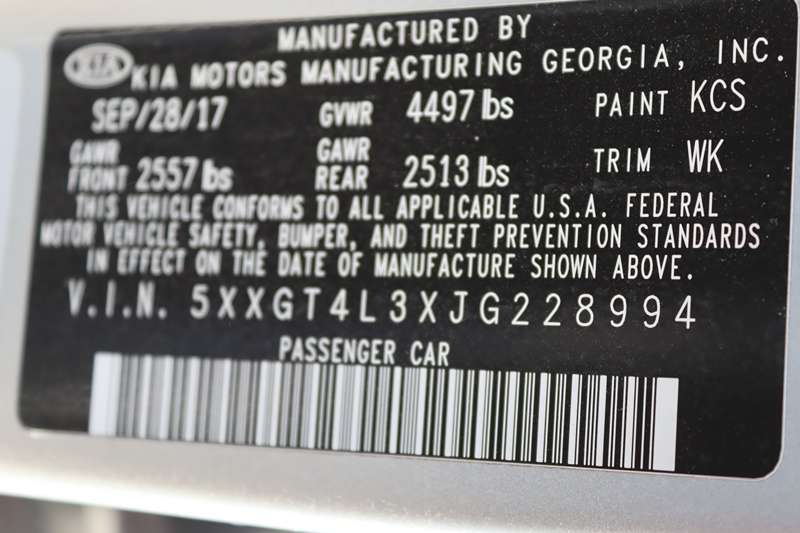 MANUFACTURED BY
KIA KIA MOTORS MANUFACTURING GEORGIA, INC.
SEP/28/17 GVWR 4497 lbs PAINT KCS
GAWR FRONT 2557 lbs GAWR REAR 2513 lbs TRIM WK
THIS VEHICLE CONFORMS TO ALL APPLICABLE U.S.A. FEDERAL
MOTOR VEHICLE SAFETY, BUMPER, AND THEFT PREVENTION STANDARDS
IN EFFECT ON THE DATE OF MANUFACTURE SHOWN ABOVE.
V.I.N. 5XXGT4L3XJG228994
PASSENGER CAR